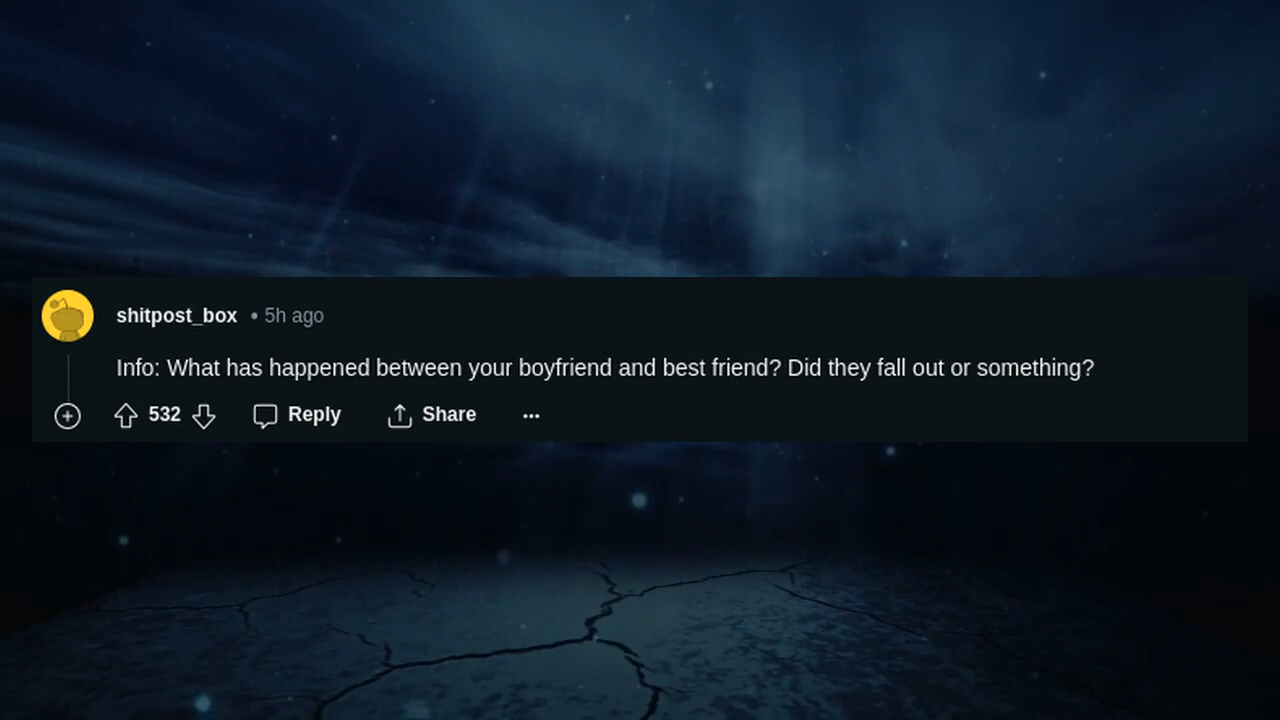 shitpost_box • 5h ago
Info: What has happened between your boyfriend and best friend? Did they fall out or something?
532 Reply Share ...